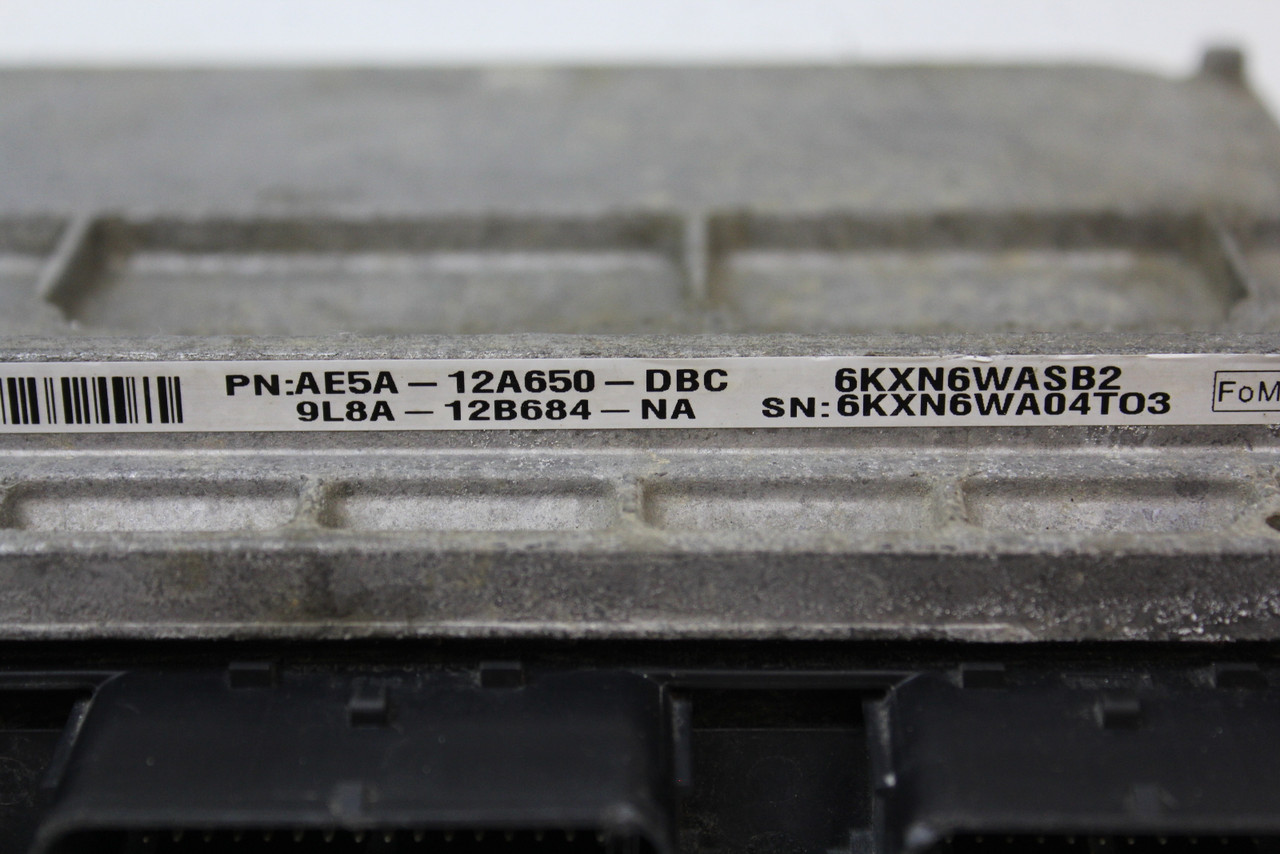 PN:AE5A-12A650-DBC 6KXN6WASB2
9L8A-12B684-NA SN:6KXN6WA04T03
FoM